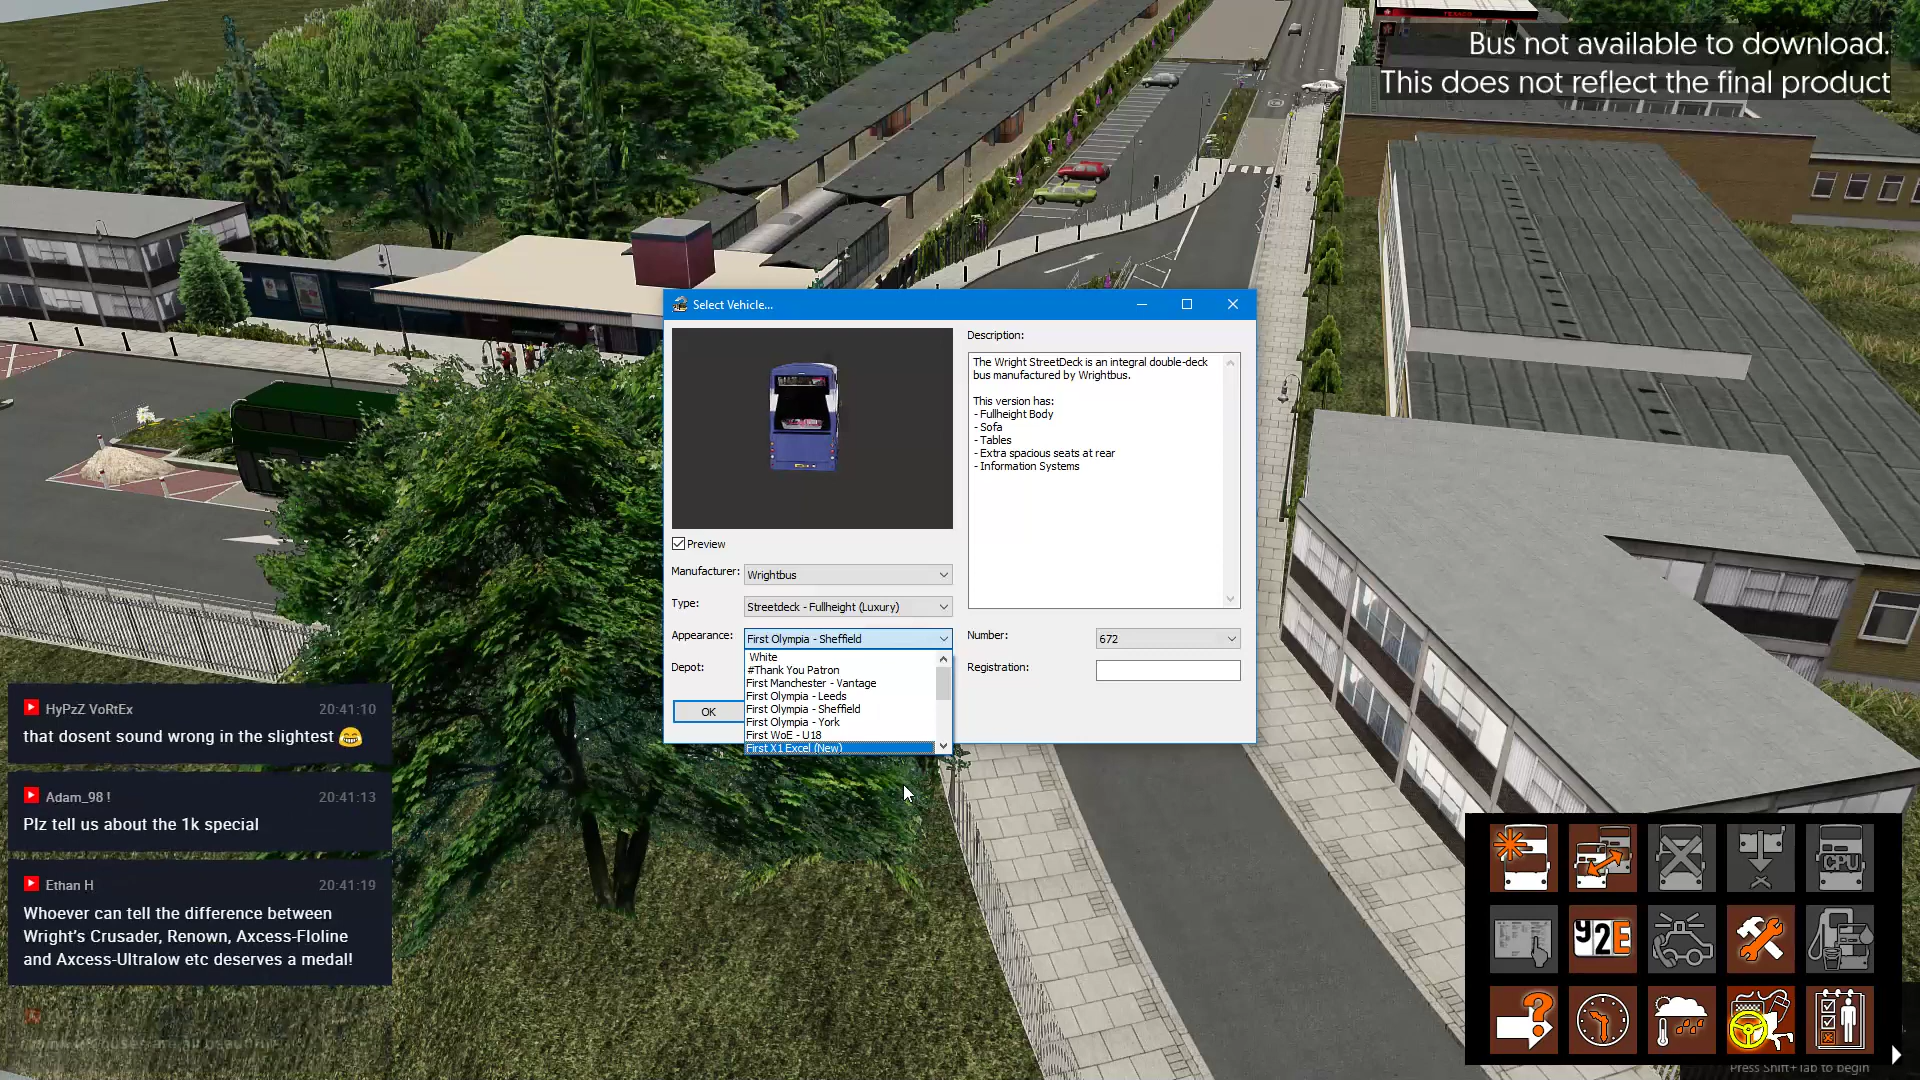 Bus not available to download.
This does not reflect the final product
TEXACO
Select Vehicle...
Description:
The Wright StreetDeck is an integral double-deck
bus manufactured by Wrightbus.
This version has:
- Fullheight Body
- Sofa
- Tables
- Extra spacious seats at rear
- Information Systems
Preview
Manufacturer:
Wrightbus
Type:
Streetdeck - Fullheight (Luxury)
Appearance:
First Olympia - Sheffield
Number:
672
White
Depot:
#Thank You Patron
Registration:
First Manchester - Vantage
First Olympia - Leeds
First Olympia - Sheffield
First Olympia - York
First WoE - U18
First X1 Excel (New)
OK
HyPzZ VoRtEx
20:41:10
that dosent sound wrong in the slightest 😂
Adam_98 !
20:41:13
Plz tell us about the 1k special
Ethan H
20:41:19
Whoever can tell the difference between
Wright's Crusader, Renown, Axcess-Floline
and Axcess-Ultralow etc deserves a medal!
CPU
92E
Press Shift+Tab to begin